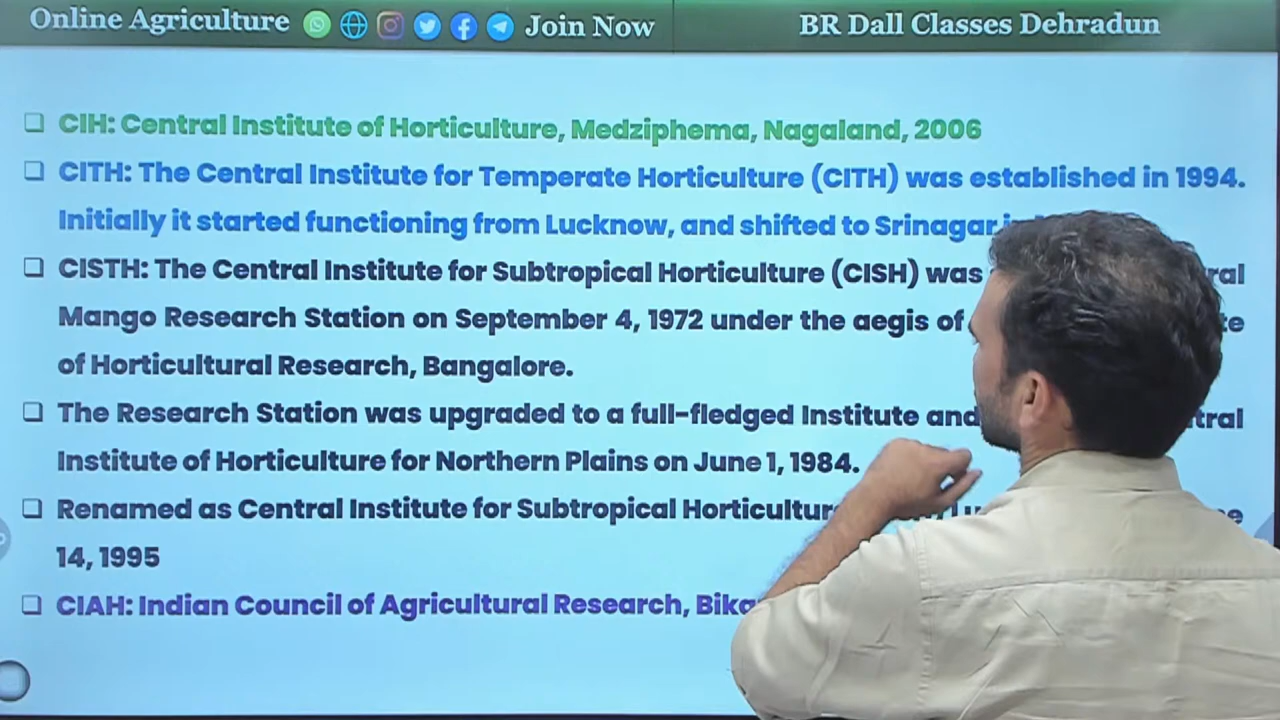 Online Agriculture Join Now BR Dall Classes Dehradun
CIH: Central Institute of Horticulture, Medziphema, Nagaland, 2006
CITH: The Central Institute for Temperate Horticulture (CITH) was established in 1994.
Initially it started functioning from Lucknow, and shifted to Srinagar
CISTH: The Central Institute for Subtropical Horticulture (CISH) was
Mango Research Station on September 4, 1972 under the aegis of
of Horticultural Research, Bangalore.
The Research Station was upgraded to a full-fledged Institute and
Institute of Horticulture for Northern Plains on June 1, 1984.
Renamed as Central Institute for Subtropical
14, 1995
CIAH: Indian Council of Agricultural Research,